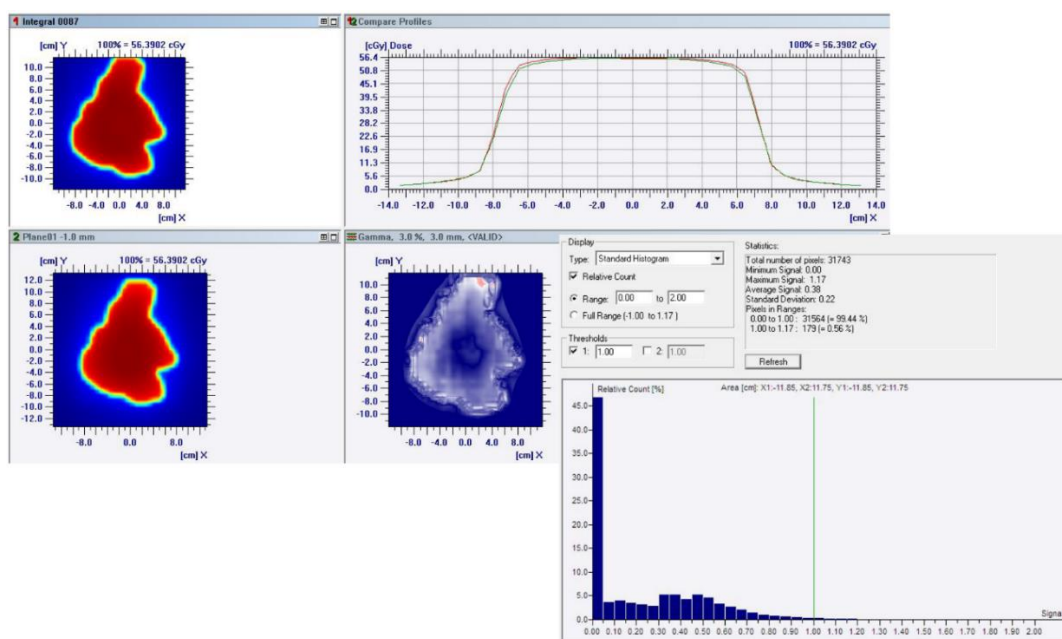 1 Integral 0087
[cm] Y 100% = 56.3902 cGy
12.0
10.0
8.0
6.0
4.0
2.0
0.0
-2.0
-4.0
-6.0
-8.0
-10.0
-8.0 -4.0 0.0 4.0 8.0
[cm] X
12 Compare Profiles
[cGy] Dose 100% = 56.3902 cGy
56.4
50.8
45.1
39.5
33.8
28.2
22.6
16.9
11.3
5.6
0.0
-14.0 -12.0 -10.0 -8.0 -6.0 -4.0 -2.0 0.0 2.0 4.0 6.0 8.0 10.0 12.0 14.0
[cm] X
2 Plane01 -1.0 mm
[cm] Y 100% = 56.3902 cGy
12.0
10.0
8.0
6.0
4.0
2.0
0.0
-2.0
-4.0
-6.0
-8.0
-10.0
-12.0
-8.0 0.0 8.0
[cm] X
Gamma, 3.0 %, 3.0 mm, <VALID>
[cm] Y
10.0
8.0
6.0
4.0
2.0
0.0
-2.0
-4.0
-6.0
-8.0
-10.0
-8.0 -4.0 0.0 4.0 8.0
[cm] X
Display
Type: Standard Histogram
Relative Count
Range: 0.00 to 2.00
Full Range (-1.00 to 1.17 )
Thresholds
1: 1.00 2: 1.00
Statistics:
Total number of pixels: 31743
Minimum Signal: 0.00
Maximum Signal: 1.17
Average Signal: 0.38
Standard Deviation: 0.22
Pixels in Ranges:
0.00 to 1.00 : 31564 (= 99.44 %)
1.00 to 1.17 : 179 (= 0.56 %)
Refresh
Relative Count [%] Area [cm]: X1:-11.85, X2:11.75, Y1:-11.85, Y2:11.75
45.0
40.0
35.0
30.0
25.0
20.0
15.0
10.0
5.0
0.0
Signal
0.00 0.10 0.20 0.30 0.40 0.50 0.60 0.70 0.80 0.90 1.00 1.10 1.20 1.30 1.40 1.50 1.60 1.70 1.80 1.90 2.00